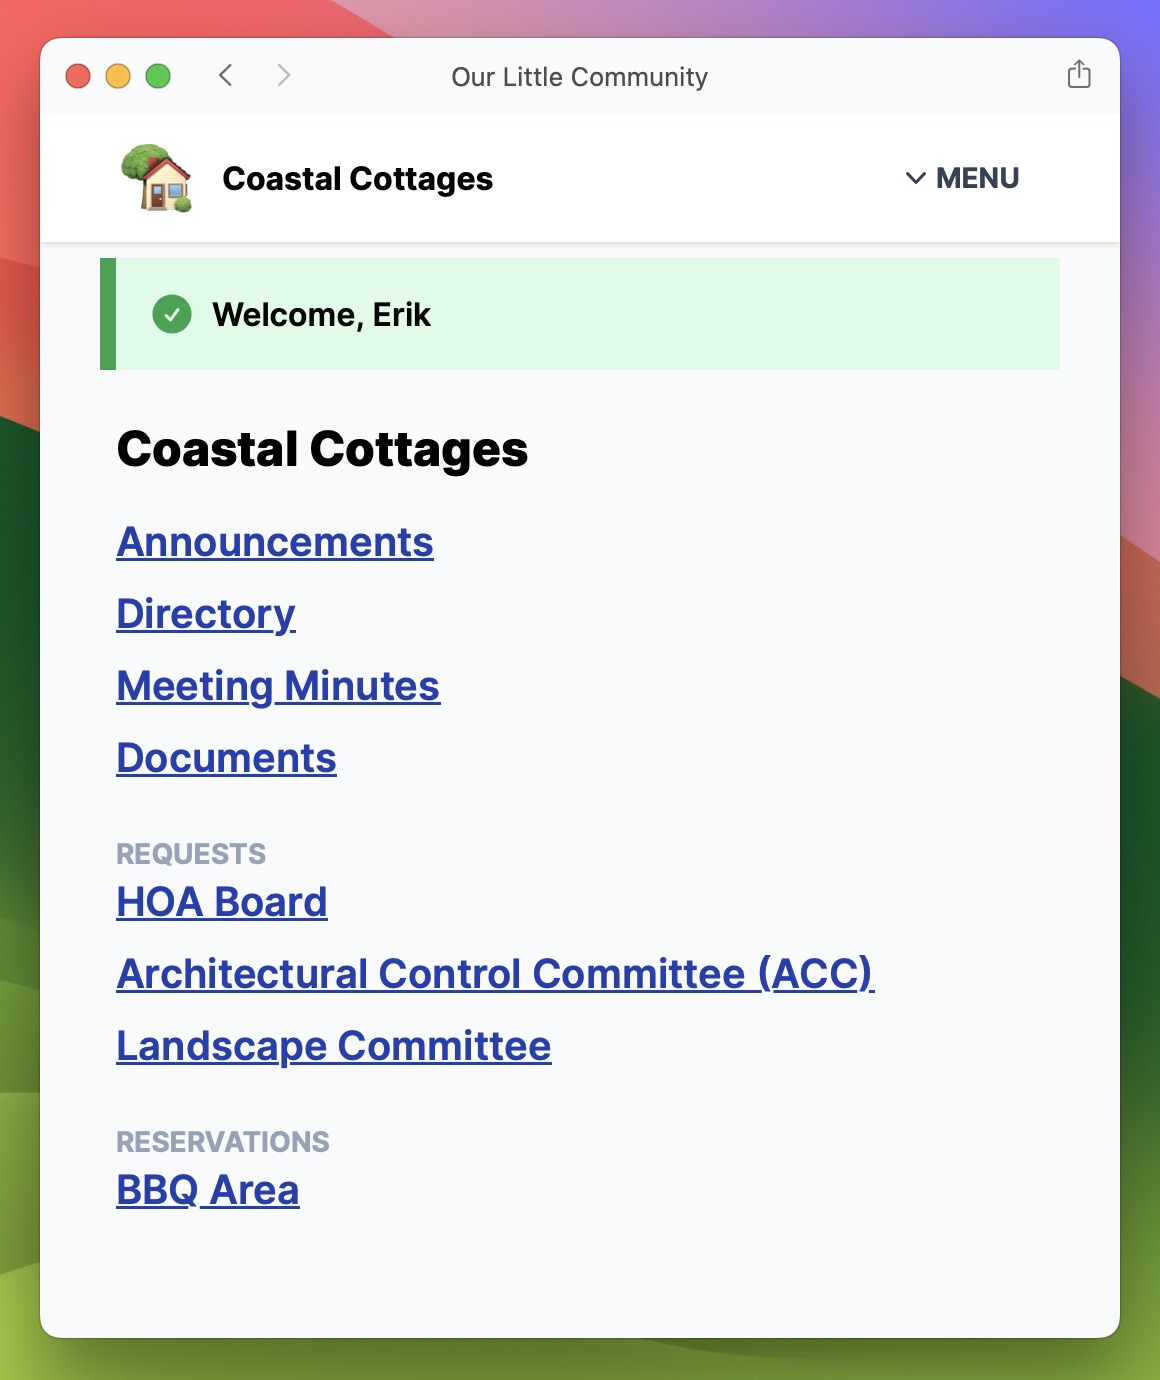 Our Little Community
Coastal Cottages
MENU
Welcome, Erik
Coastal Cottages
Announcements
Directory
Meeting Minutes
Documents
REQUESTS
HOA Board
Architectural Control Committee (ACC)
Landscape Committee
RESERVATIONS
BBQ Area